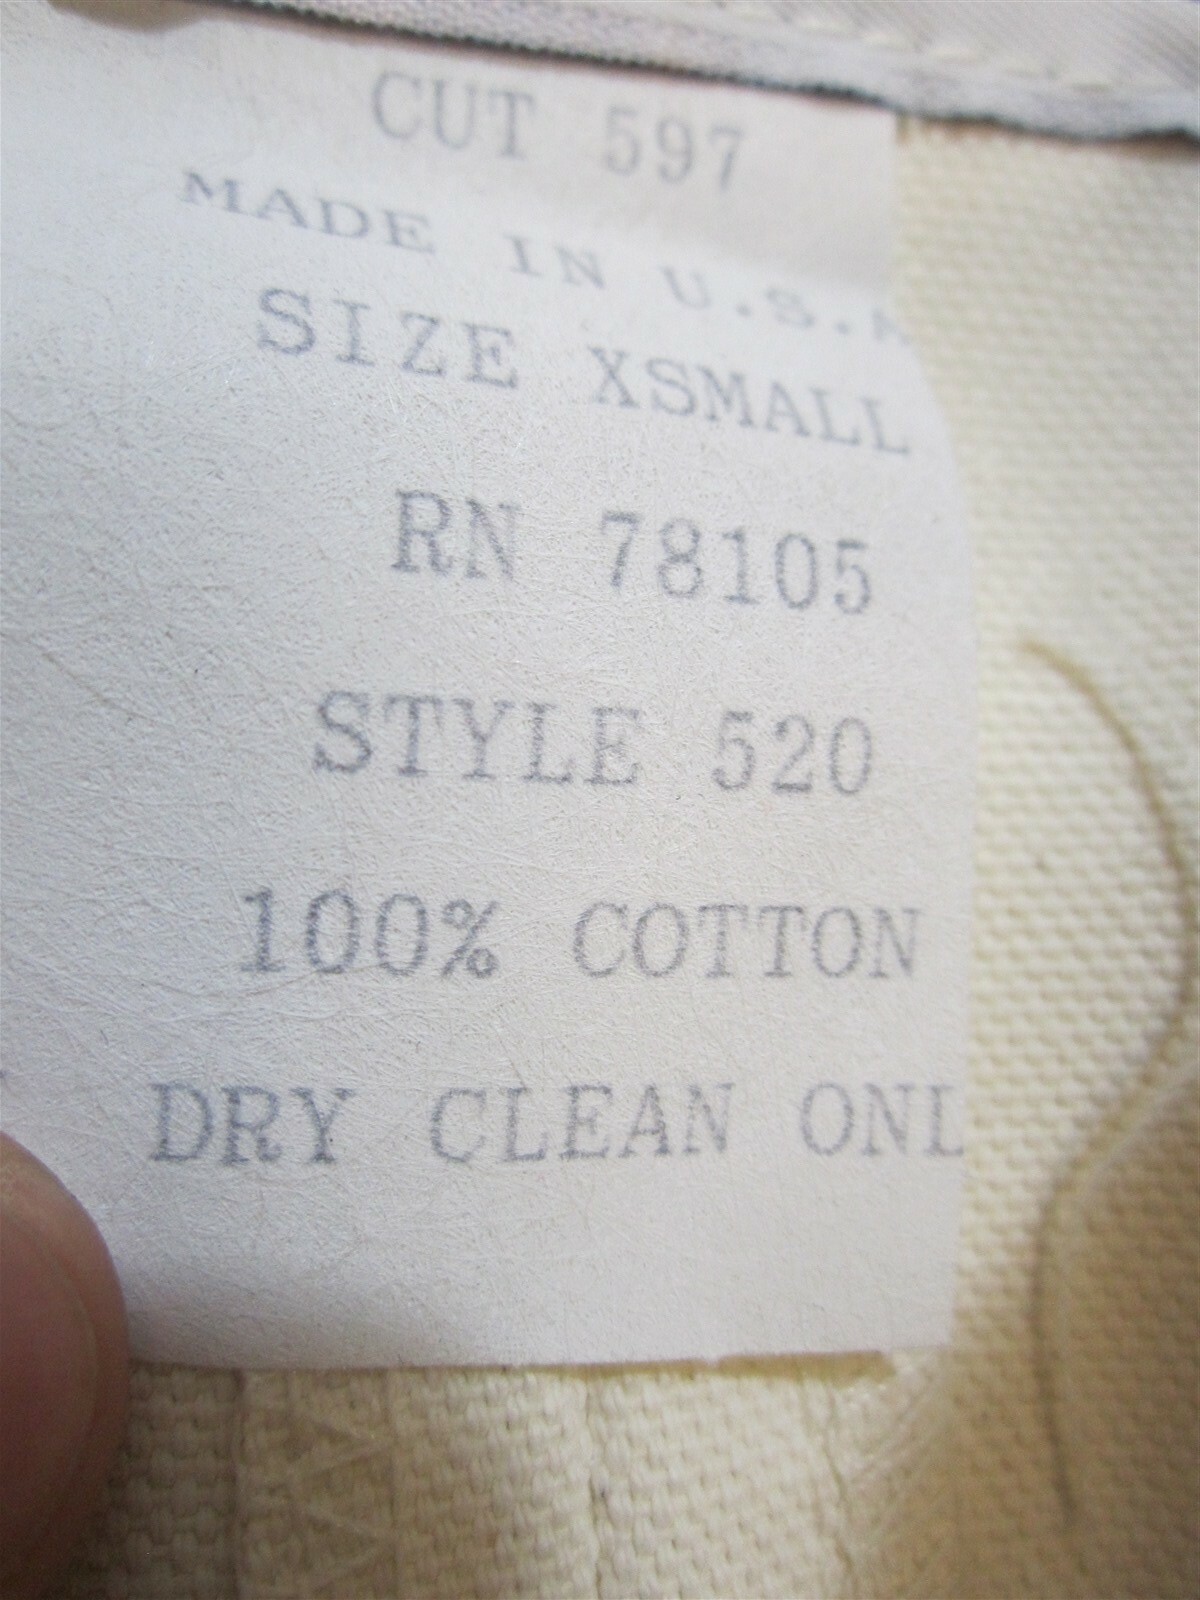 CUT 597
MADE IN U.S.A
SIZE XSMALL
RN 78105
STYLE 520
100% COTTON
DRY CLEAN ONL